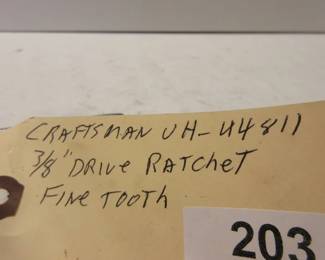 CRAFTSMAN VH-44811
3/8" DRIVE RATCHET
FINE TOOTH
203